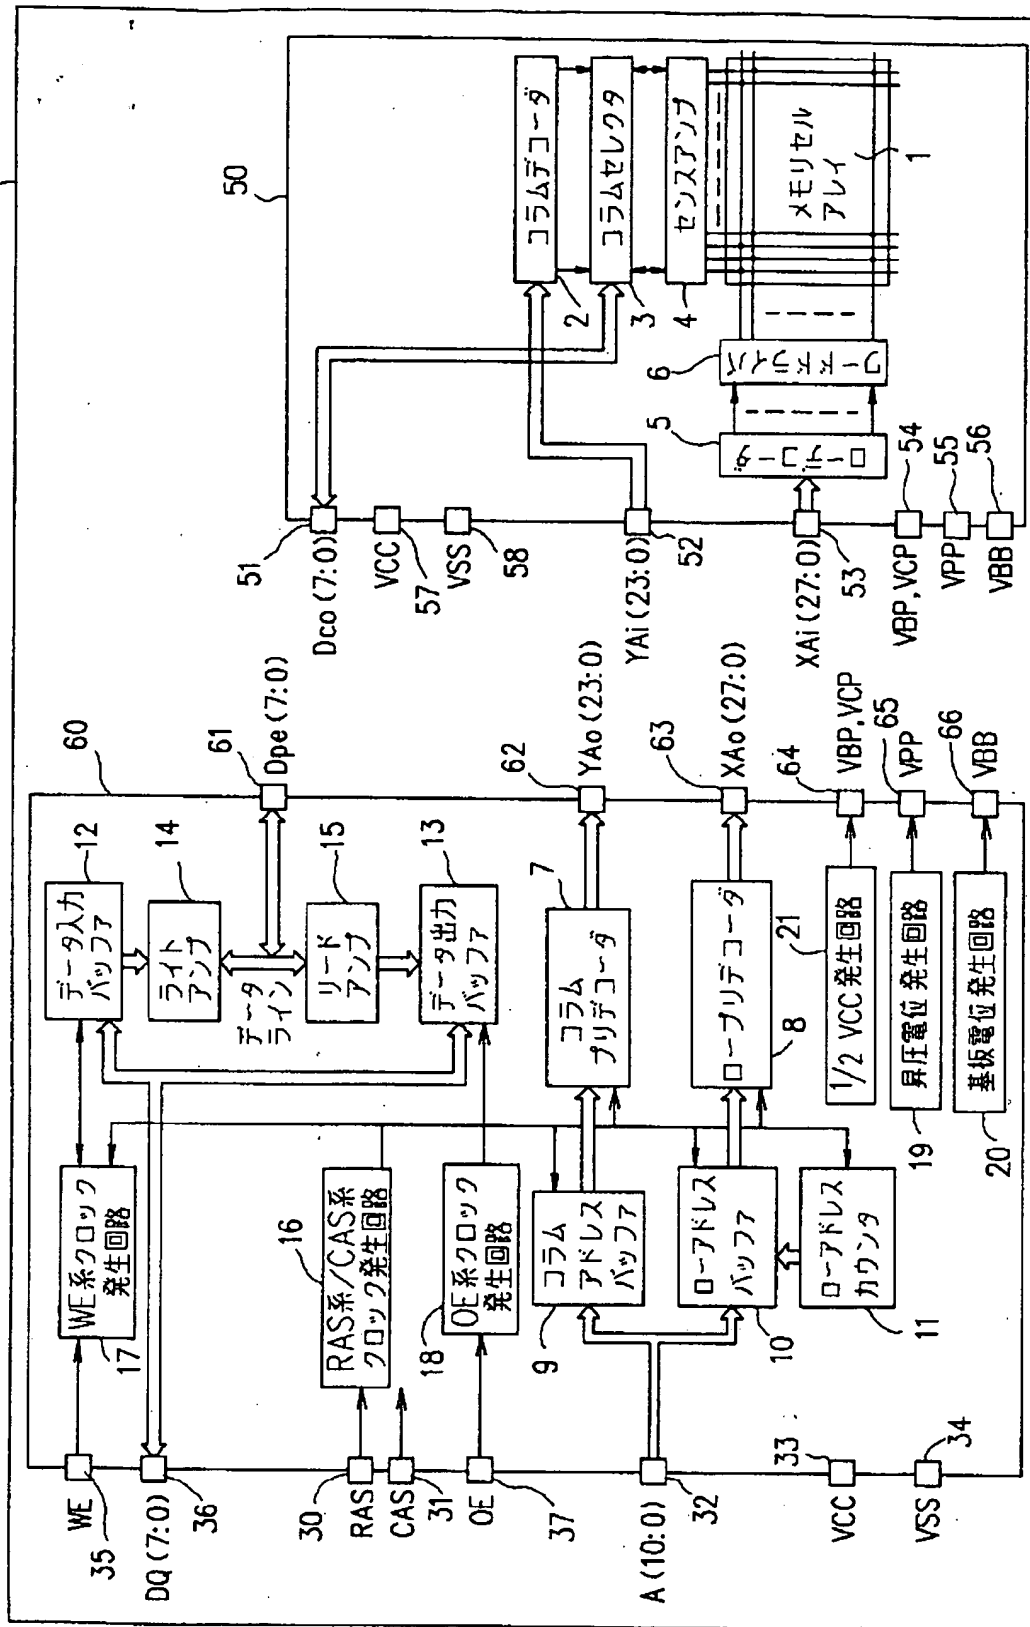 WE
35
DQ(7:0)
36
30
RAS
CAS
31
OE
37
A(10:0)
32
VCC
33
VSS
34
WE系クロック
発生回路
17
16
RAS系/CAS系
クロック発生回路
18
OE系クロック
発生回路
9
コラム
アドレス
バッファ
ローアドレス
バッファ
10
ローアドレス
カウンタ
11
データ入力
バッファ
12
ライト
アンプ
14
データ
ライン
リード
アンプ
15
データ出力
バッファ
13
コラム
プリデコーダ
7
ロープリデコーダ
8
1/2 VCC発生回路
21
昇圧電位発生回路
19
基板電位発生回路
20
60
61
Dpe(7:0)
62
YAo(23:0)
63
XAo(27:0)
64
VBP,VCP
65
VPP
66
VBB
50
51
Dco(7:0)
VCC
57
VSS
58
YAi(23:0)
52
XAi(27:0)
53
VBP,VCP
54
VPP
55
VBB
56
コラムデコーダ
2
コラムセレクタ
3
センスアンプ
4
ローデコーダ
5
ワードドライバ
6
メモリセル
アレイ
1